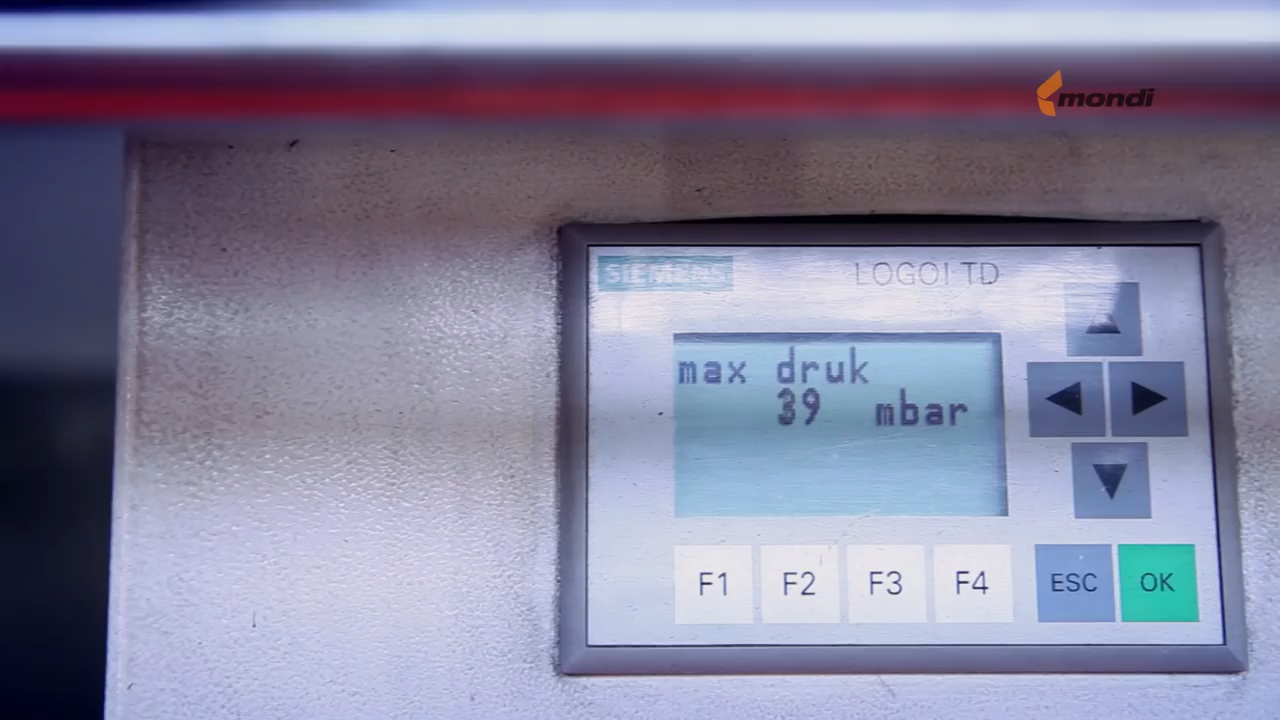 mondi
SIEMENS
LOGO! TD
max druk
39 mbar
F1 F2 F3 F4 ESC OK